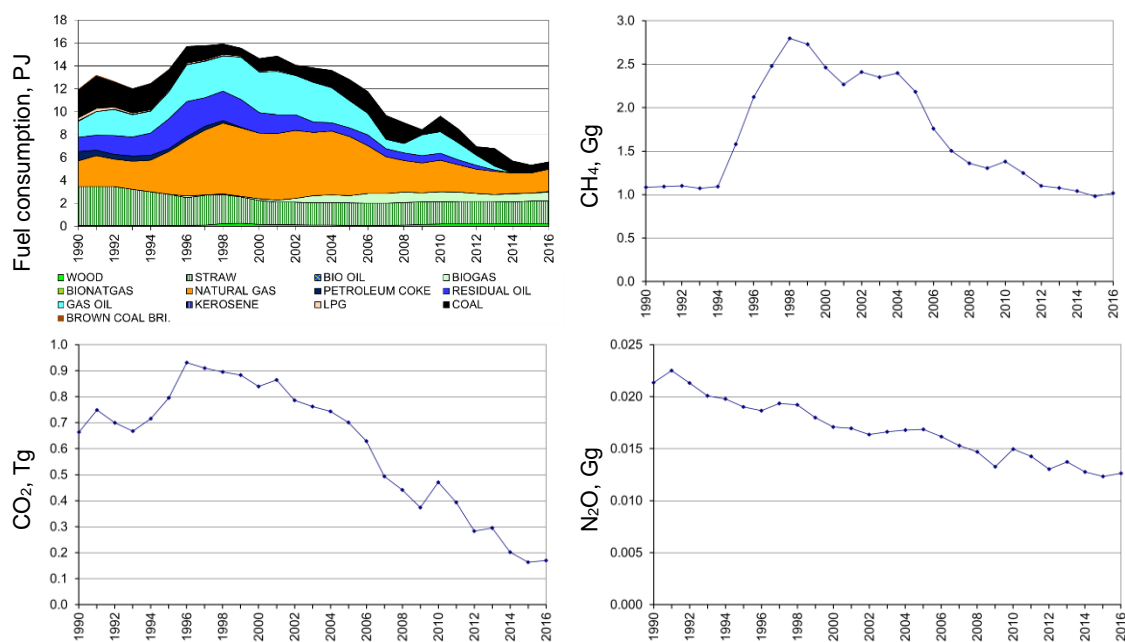 Fuel consumption, PJ
18
16
14
12
10
8
6
4
2
0
1990 1992 1994 1996 1998 2000 2002 2004 2006 2008 2010 2012 2014 2016
WOOD STRAW BIO OIL BIOGAS
BIONATGAS NATURAL GAS PETROLEUM COKE RESIDUAL OIL
GAS OIL KEROSENE LPG COAL
BROWN COAL BRI.
CH₄, Gg
3.0
2.5
2.0
1.5
1.0
0.5
0.0
1990 1992 1994 1996 1998 2000 2002 2004 2006 2008 2010 2012 2014 2016
CO₂, Tg
1.0
0.9
0.8
0.7
0.6
0.5
0.4
0.3
0.2
0.1
0.0
1990 1992 1994 1996 1998 2000 2002 2004 2006 2008 2010 2012 2014 2016
N₂O, Gg
0.025
0.020
0.015
0.010
0.005
0.000
1990 1992 1994 1996 1998 2000 2002 2004 2006 2008 2010 2012 2014 2016